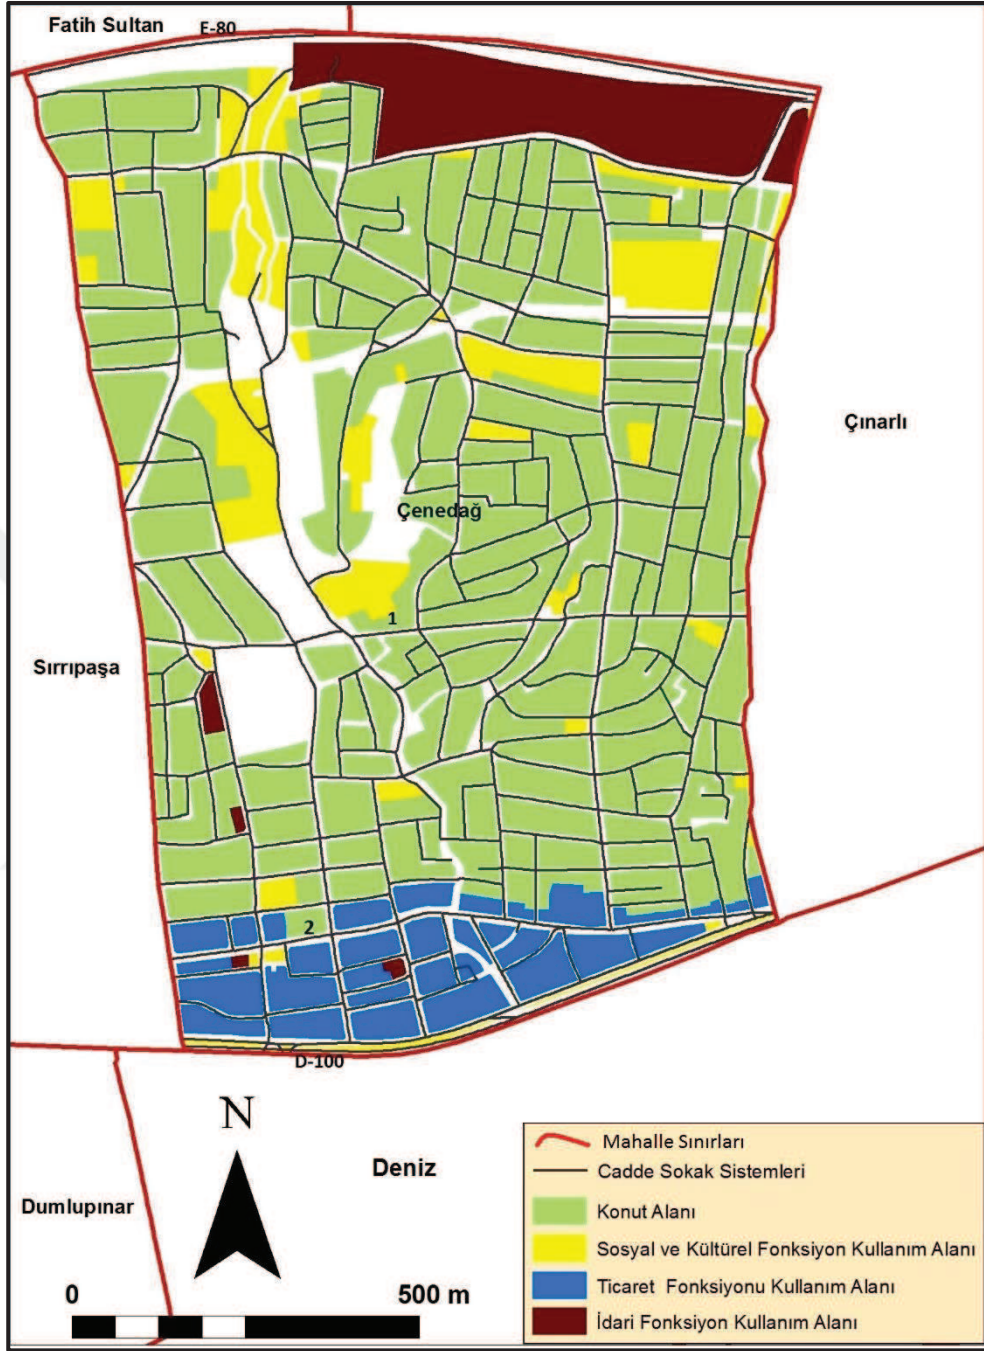 Fatih Sultan
E-80
Çınarlı
Çenedağ
1
Sırrıpaşa
2
D-100
N
Deniz
Dumlupınar
0 500 m
Mahalle Sınırları
Cadde Sokak Sistemleri
Konut Alanı
Sosyal ve Kültürel Fonksiyon Kullanım Alanı
Ticaret Fonksiyonu Kullanım Alanı
İdari Fonksiyon Kullanım Alanı